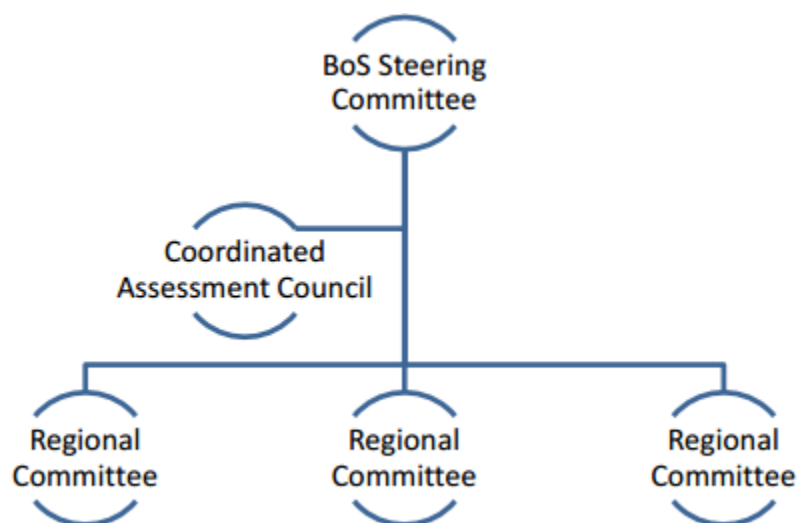 BoS Steering
Committee
Coordinated
Assessment Council
Regional
Committee
Regional
Committee
Regional
Committee